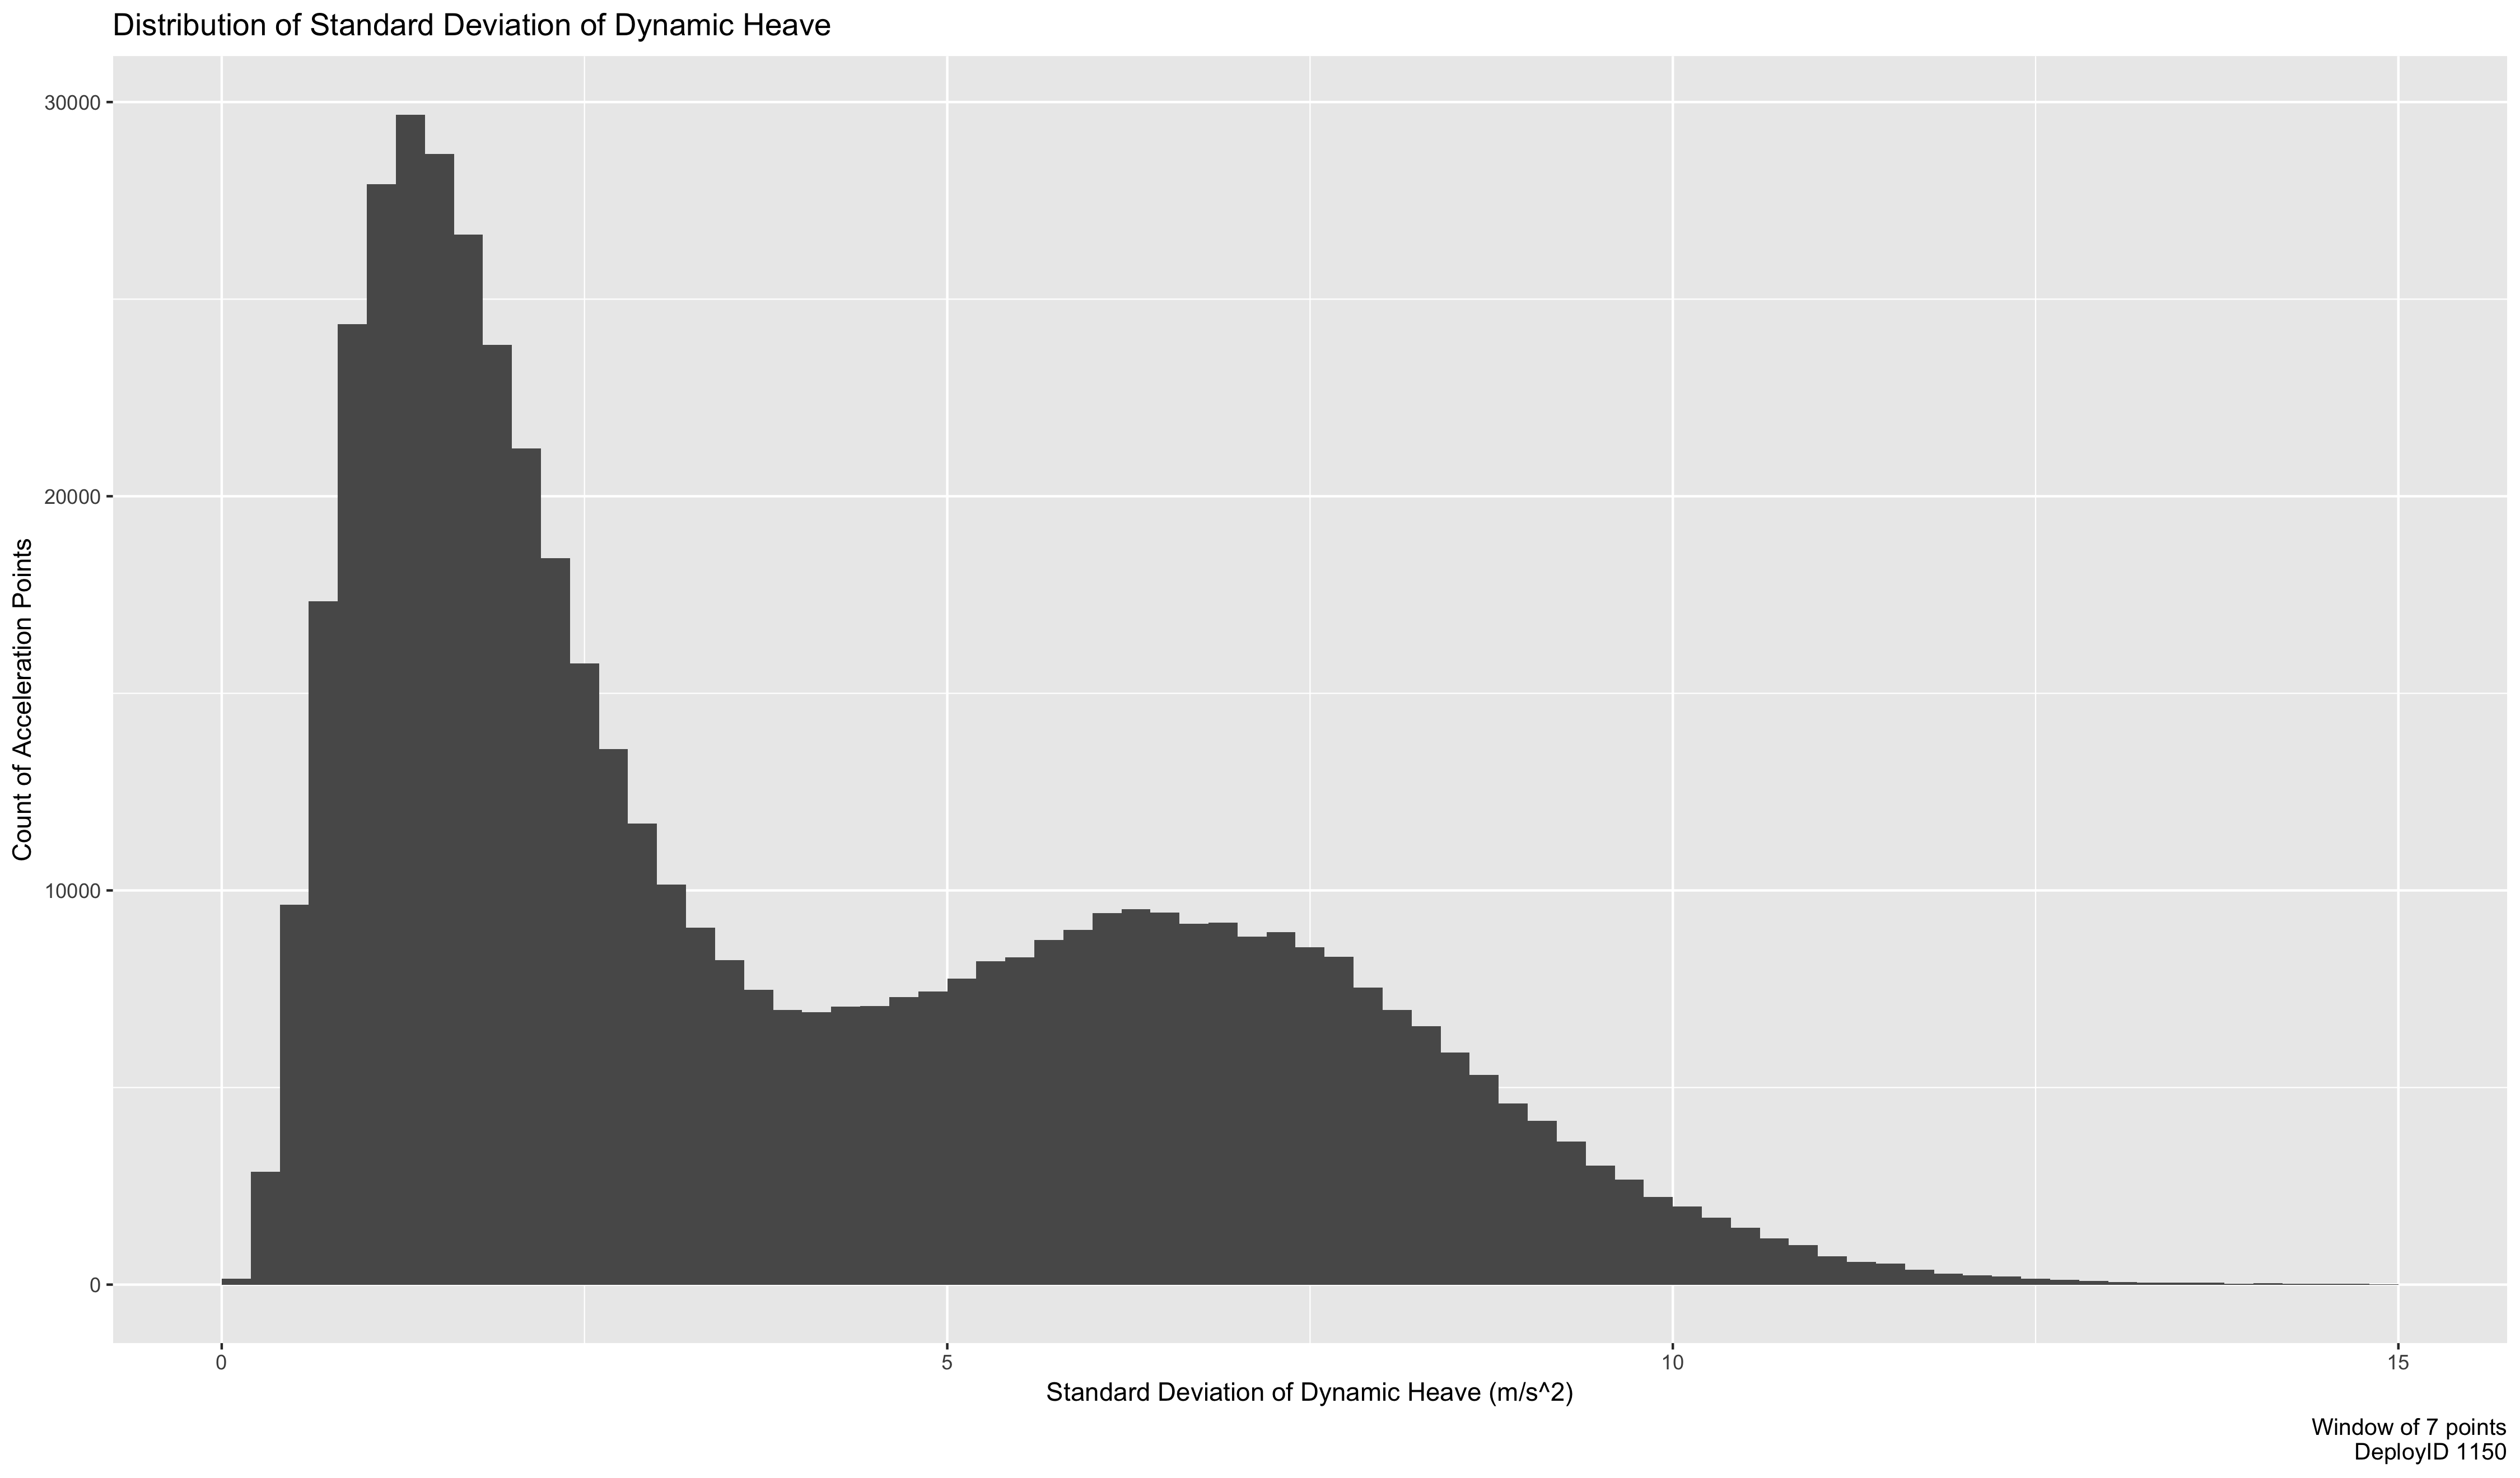 Distribution of Standard Deviation of Dynamic Heave
Count of Acceleration Points
30000
20000
10000
0
0
5
10
15
Standard Deviation of Dynamic Heave (m/s^2)
Window of 7 points
DeployID 1150